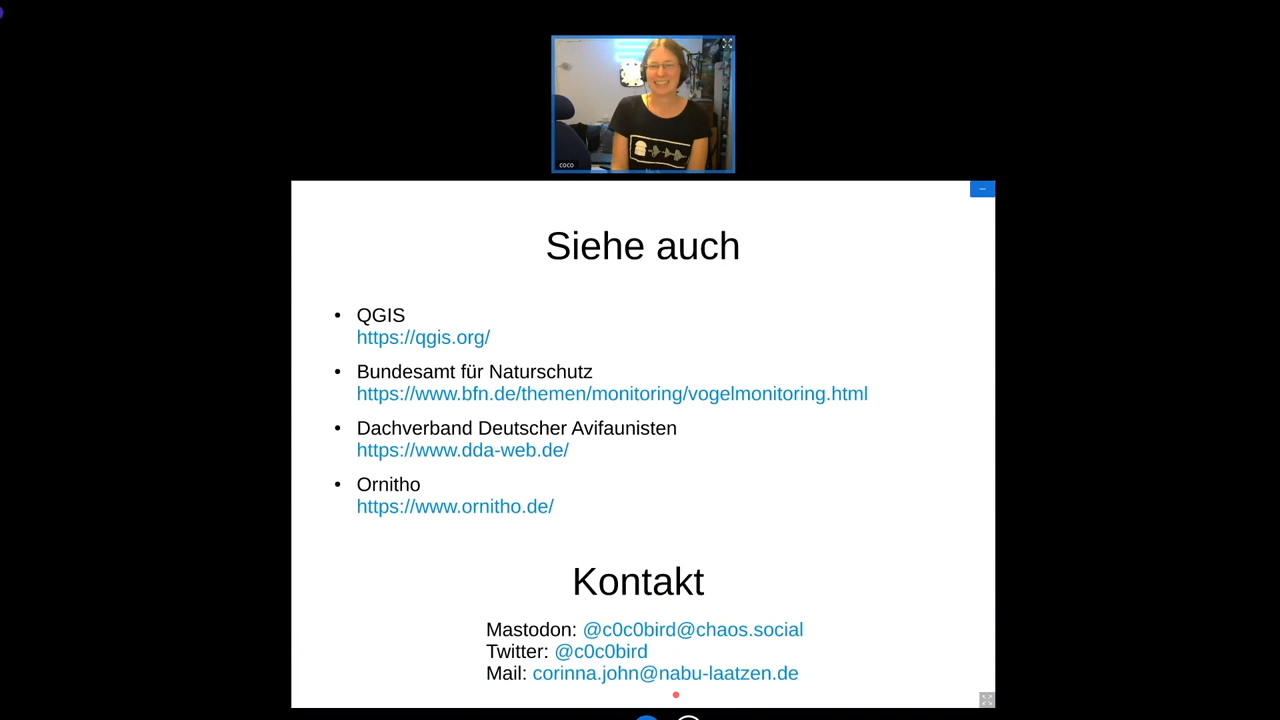 coco
Siehe auch
• QGIS
https://qgis.org/
• Bundesamt für Naturschutz
https://www.bfn.de/themen/monitoring/vogelmonitoring.html
• Dachverband Deutscher Avifaunisten
https://www.dda-web.de/
• Ornitho
https://www.ornitho.de/
Kontakt
Mastodon: @c0c0bird@chaos.social
Twitter: @c0c0bird
Mail: corinna.john@nabu-laatzen.de